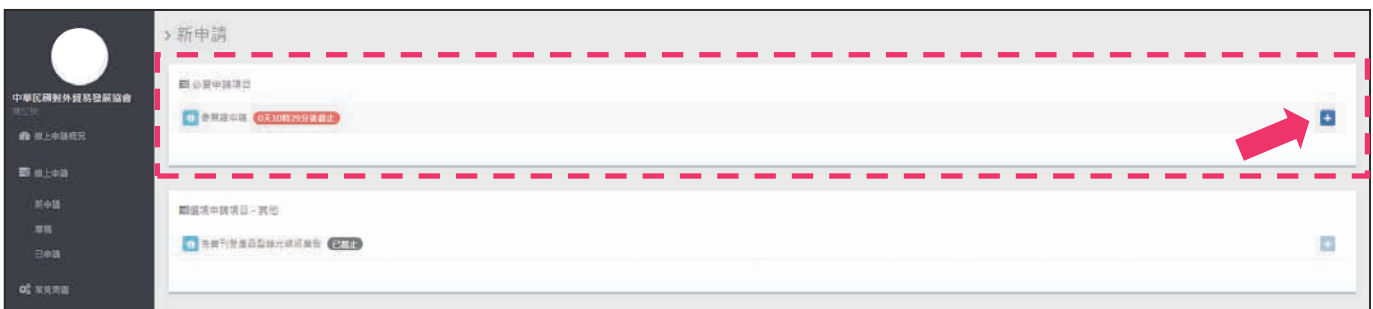 新申請
中華民國對外貿易發展協會
必要申請項目
參展證申請 0天10時29分後截止
線上申請概況
線上申請
新申請
草稿
已申請
常見問題
選項申請項目 - 其他
已截止